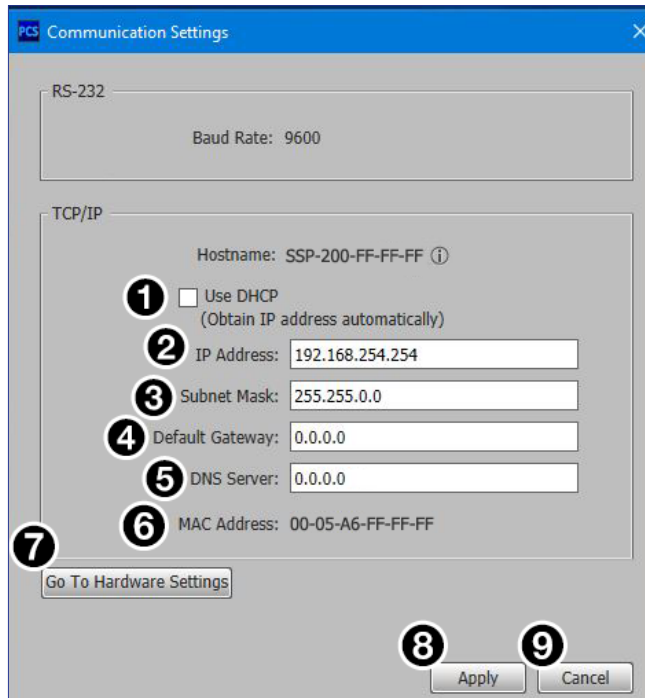 PCS Communication Settings
RS-232
Baud Rate: 9600
TCP/IP
Hostname: SSP-200-FF-FF-FF ⓘ
1 Use DHCP
(Obtain IP address automatically)
2 IP Address: 192.168.254.254
3 Subnet Mask: 255.255.0.0
4 Default Gateway: 0.0.0.0
5 DNS Server: 0.0.0.0
6 MAC Address: 00-05-A6-FF-FF-FF
7
Go To Hardware Settings
8 9
Apply Cancel